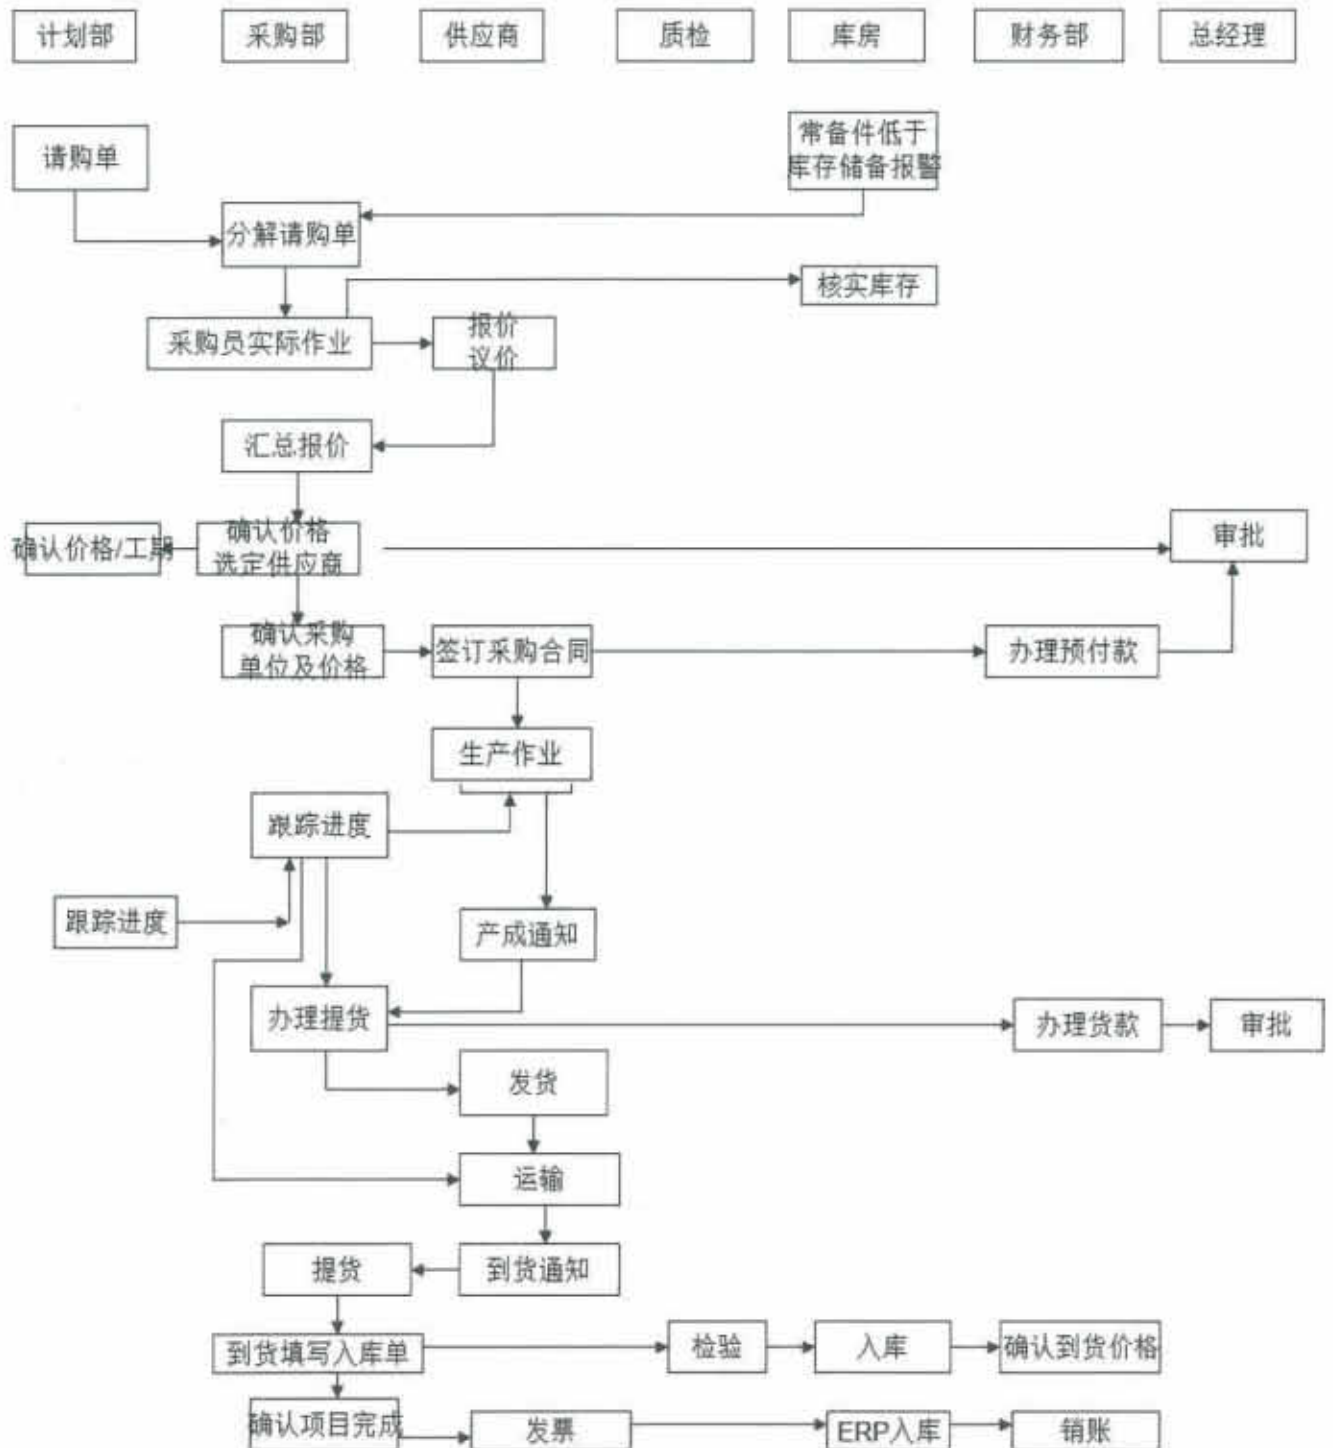 计划部
采购部
供应商
质检
库房
财务部
总经理
请购单
常备件低于
库存储备报警
分解请购单
核实库存
采购员实际作业
报价
议价
汇总报价
确认价格/工期
确认价格
选定供应商
审批
确认采购
单位及价格
签订采购合同
办理预付款
生产作业
跟踪进度
跟踪进度
产成通知
办理提货
办理货款
审批
发货
运输
提货
到货通知
到货填写入库单
检验
入库
确认到货价格
确认项目完成
发票
ERP入库
销账